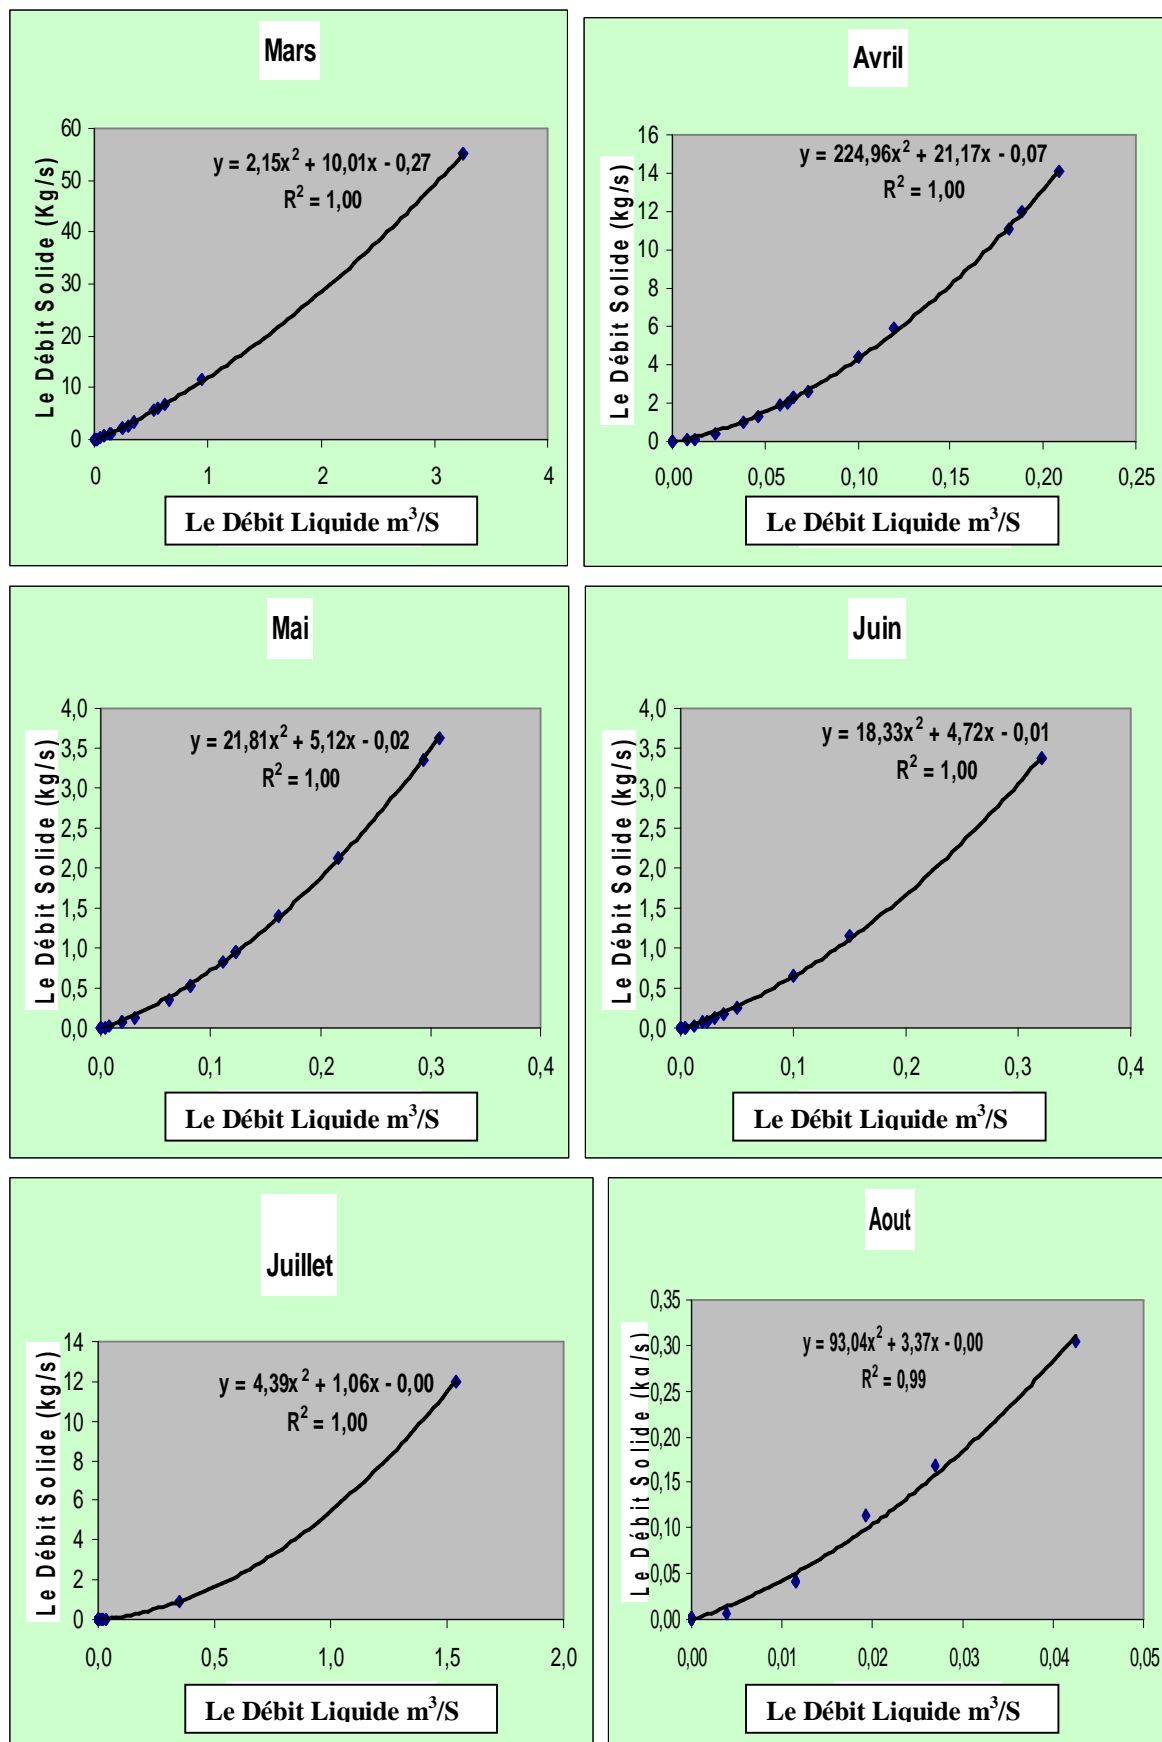 Mars
60
50
40
30
20
10
0
y = 2,15x² + 10,01x - 0,27
R² = 1,00
Le Débit Solide (Kg/s)
0 1 2 3 4
Le Débit Liquide m³/S
Avril
16
14
12
10
8
6
4
2
0
y = 224,96x² + 21,17x - 0,07
R² = 1,00
Le Débit Solide (kg/s)
0,00 0,05 0,10 0,15 0,20 0,25
Le Débit Liquide m³/S
Mai
4,0
3,5
3,0
2,5
2,0
1,5
1,0
0,5
0,0
y = 21,81x² + 5,12x - 0,02
R² = 1,00
Le Débit Solide (kg/s)
0,0 0,1 0,2 0,3 0,4
Le Débit Liquide m³/S
Juin
4,0
3,5
3,0
2,5
2,0
1,5
1,0
0,5
0,0
y = 18,33x² + 4,72x - 0,01
R² = 1,00
Le Débit Solide (kg/s)
0,0 0,1 0,2 0,3 0,4
Le Débit Liquide m³/S
Juillet
14
12
10
8
6
4
2
0
y = 4,39x² + 1,06x - 0,00
R² = 1,00
Le Débit Solide (kg/s)
0,0 0,5 1,0 1,5 2,0
Le Débit Liquide m³/S
Aout
0,35
0,30
0,25
0,20
0,15
0,10
0,05
0,00
y = 93,04x² + 3,37x - 0,00
R² = 0,99
Le Débit Solide (kg/s)
0,00 0,01 0,02 0,03 0,04 0,05
Le Débit Liquide m³/S